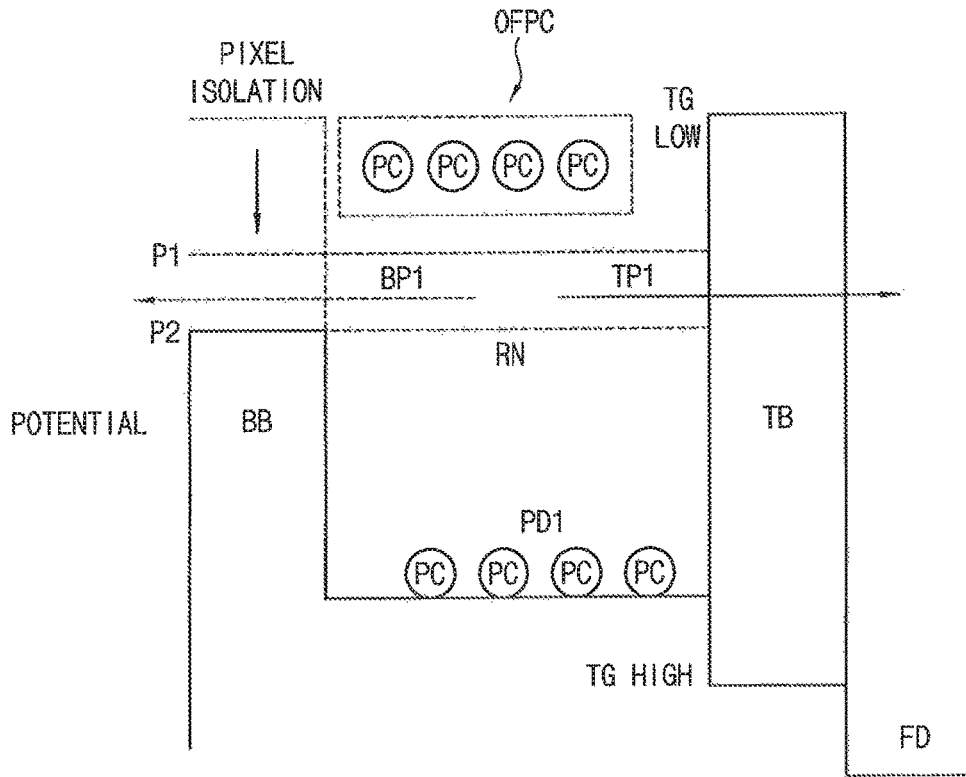 OFPC
PIXEL
ISOLATION
TG
LOW
PC PC PC PC
P1
BP1 TP1
P2
RN
POTENTIAL BB TB
PD1
PC PC PC PC
TG HIGH
FD